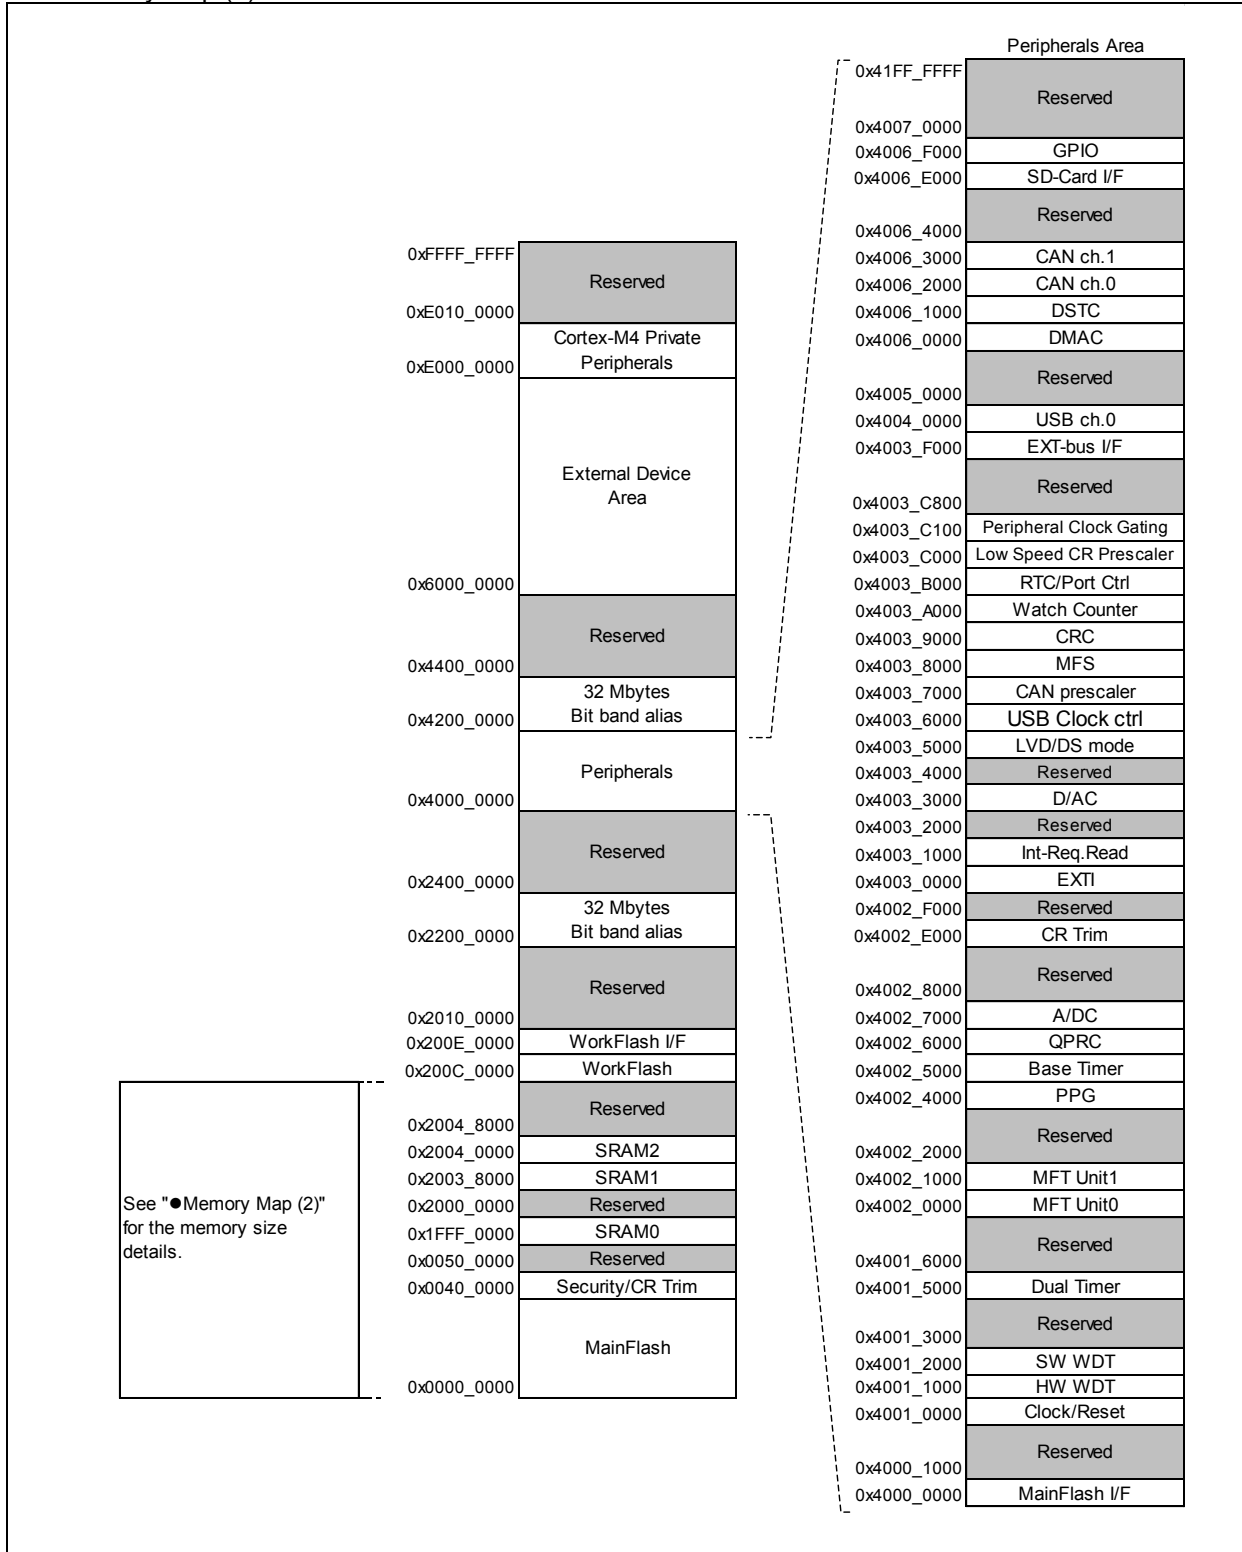 Peripherals Area
0x41FF_FFFF
Reserved
0x4007_0000
0x4006_F000 GPIO
0x4006_E000 SD-Card I/F
Reserved
0x4006_4000
0x4006_3000 CAN ch.1
0x4006_2000 CAN ch.0
0x4006_1000 DSTC
0x4006_0000 DMAC
Reserved
0x4005_0000
0x4004_0000 USB ch.0
0x4003_F000 EXT-bus I/F
Reserved
0x4003_C800
0x4003_C100 Peripheral Clock Gating
0x4003_C000 Low Speed CR Prescaler
0x4003_B000 RTC/Port Ctrl
0x4003_A000 Watch Counter
0x4003_9000 CRC
0x4003_8000 MFS
0x4003_7000 CAN prescaler
0x4003_6000 USB Clock ctrl
0x4003_5000 LVD/DS mode
0x4003_4000 Reserved
0x4003_3000 D/AC
0x4003_2000 Reserved
0x4003_1000 Int-Req.Read
0x4003_0000 EXTI
0x4002_F000 Reserved
0x4002_E000 CR Trim
Reserved
0x4002_8000
0x4002_7000 A/DC
0x4002_6000 QPRC
0x4002_5000 Base Timer
0x4002_4000 PPG
Reserved
0x4002_2000
0x4002_1000 MFT Unit1
0x4002_0000 MFT Unit0
Reserved
0x4001_6000
0x4001_5000 Dual Timer
Reserved
0x4001_3000
0x4001_2000 SW WDT
0x4001_1000 HW WDT
0x4001_0000 Clock/Reset
Reserved
0x4000_1000
0x4000_0000 MainFlash I/F
0xFFFF_FFFF
Reserved
0xE010_0000
Cortex-M4 Private
Peripherals
0xE000_0000
External Device
Area
0x6000_0000
Reserved
0x4400_0000
32 Mbytes
Bit band alias
0x4200_0000
Peripherals
0x4000_0000
Reserved
0x2400_0000
32 Mbytes
Bit band alias
0x2200_0000
Reserved
0x2010_0000
0x200E_0000 WorkFlash I/F
0x200C_0000 WorkFlash
Reserved
0x2004_8000
0x2004_0000 SRAM2
0x2003_8000 SRAM1
0x2000_0000 Reserved
0x1FFF_0000 SRAM0
0x0050_0000 Reserved
0x0040_0000 Security/CR Trim
MainFlash
0x0000_0000
See "●Memory Map (2)"
for the memory size
details.